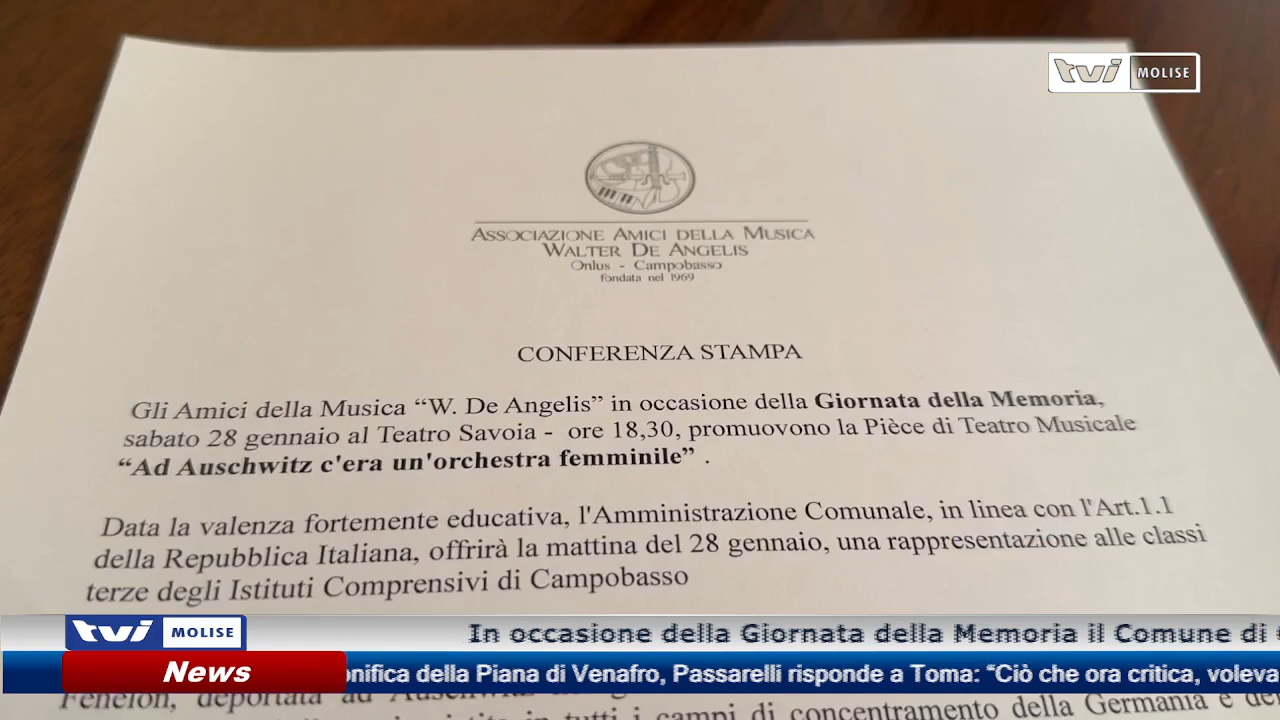 tvi MOLISE
ASSOCIAZIONE AMICI DELLA MUSICA
WALTER DE ANGELIS
Onlus - Campobasso
fondata nel 1969
CONFERENZA STAMPA
Gli Amici della Musica “W. De Angelis” in occasione della Giornata della Memoria,
sabato 28 gennaio al Teatro Savoia - ore 18,30, promuovono la Pièce di Teatro Musicale
“Ad Auschwitz c'era un'orchestra femminile” .
Data la valenza fortemente educativa, l'Amministrazione Comunale, in linea con l'Art.1.1
della Repubblica Italiana, offrirà la mattina del 28 gennaio, una rappresentazione alle classi
terze degli Istituti Comprensivi di Campobasso
tvi MOLISE
In occasione della Giornata della Memoria il Comune di
News
onifica della Piana di Venafro, Passarelli risponde a Toma: “Ciò che ora critica, voleva
Fenelon, deportata ad Auschwitz
in tutti i campi di concentramento della Germania e